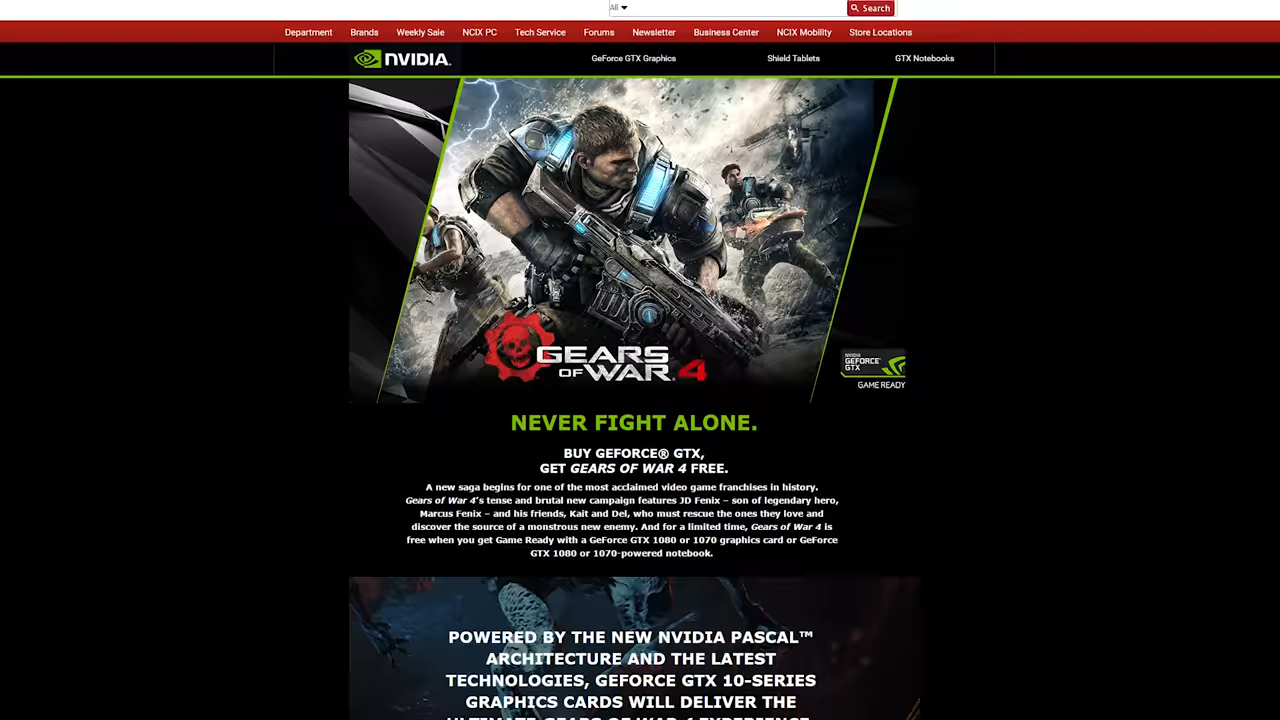 All
Search
Department Brands Weekly Sale NCIX PC Tech Service Forums Newsletter Business Center NCIX Mobility Store Locations
NVIDIA. GeForce GTX Graphics Shield Tablets GTX Notebooks
GEARS
OF WAR 4
NVIDIA
GEFORCE
GTX
GAME READY
NEVER FIGHT ALONE.
BUY GEFORCE® GTX,
GET GEARS OF WAR 4 FREE.
A new saga begins for one of the most acclaimed video game franchises in history.
Gears of War 4's tense and brutal new campaign features JD Fenix – son of legendary hero,
Marcus Fenix – and his friends, Kait and Del, who must rescue the ones they love and
discover the source of a monstrous new enemy. And for a limited time, Gears of War 4 is
free when you get Game Ready with a GeForce GTX 1080 or 1070 graphics card or GeForce
GTX 1080 or 1070-powered notebook.
POWERED BY THE NEW NVIDIA PASCAL™
ARCHITECTURE AND THE LATEST
TECHNOLOGIES, GEFORCE GTX 10-SERIES
GRAPHICS CARDS WILL DELIVER THE
ULTIMATE GEARS OF WAR 4 EXPERIENCE.